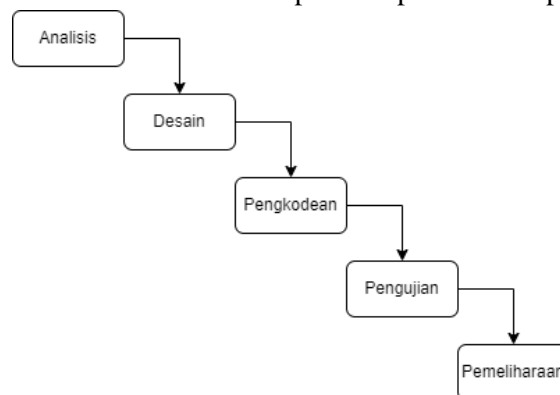 Analisis
Desain
Pengkodean
Pengujian
Pemeliharaan